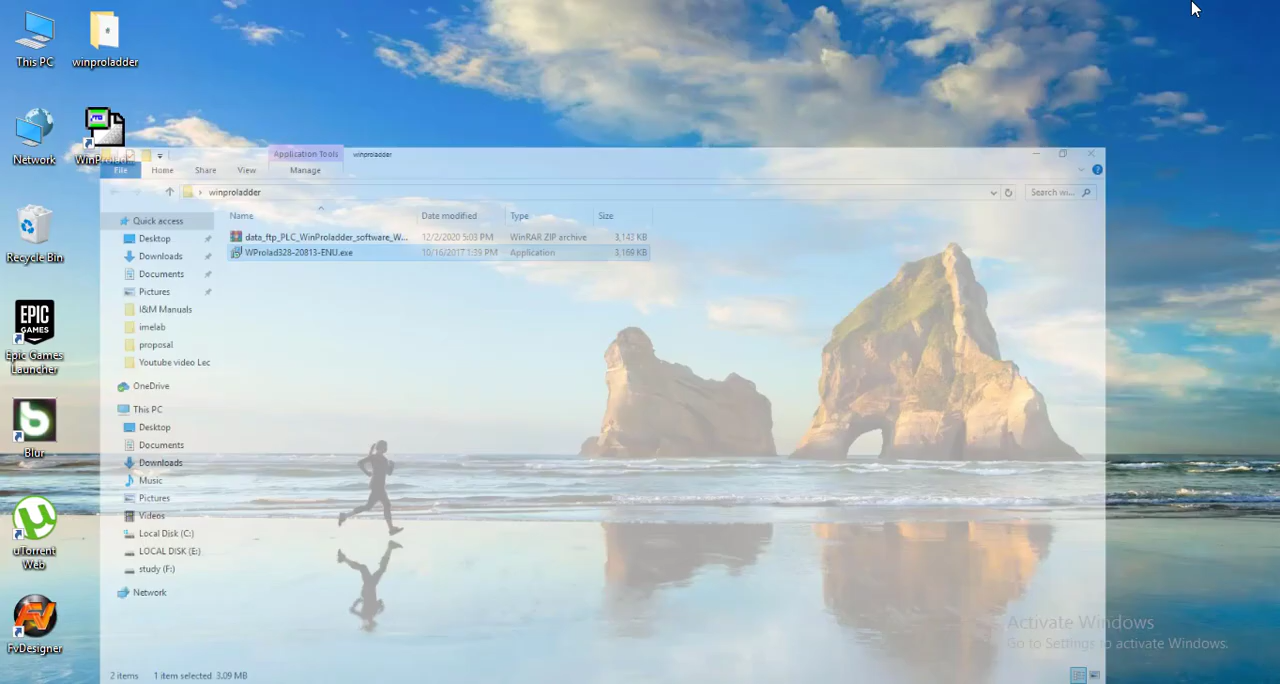 This PC
winproladder
Network
WinProlad...
Recycle Bin
EPIC
GAMES
Epic Games
Launcher
Blur
uTorrent
Web
FvDesigner
Application Tools
winproladder
File
Home
Share
View
Manage
winproladder
Search w...
Name
Date modified
Type
Size
data_ftp_PLC_WinProladder_software_W...
12/2/2020 5:03 PM
WinRAR ZIP archive
3,143 KB
WProlad328-20813-ENU.exe
10/16/2017 1:39 PM
Application
3,169 KB
Quick access
Desktop
Downloads
Documents
Pictures
I&M Manuals
imelab
proposal
Youtube video Lec
OneDrive
This PC
Desktop
Documents
Downloads
Music
Pictures
Videos
Local Disk (C:)
LOCAL DISK (E:)
study (F:)
Network
2 items
1 item selected 3.09 MB
Activate Windows
Go to Settings to activate Windows.